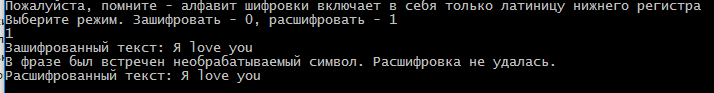 Пожалуйста, помните - алфавит шифровки включает в себя только латиницу нижнего регистра
Выберите режим. Зашифровать - 0, расшифровать - 1
1
Зашифрованный текст: Я love you
В фразе был встречен необрабатываемый символ. Расшифровка не удалась.
Расшифрованный текст: Я love you